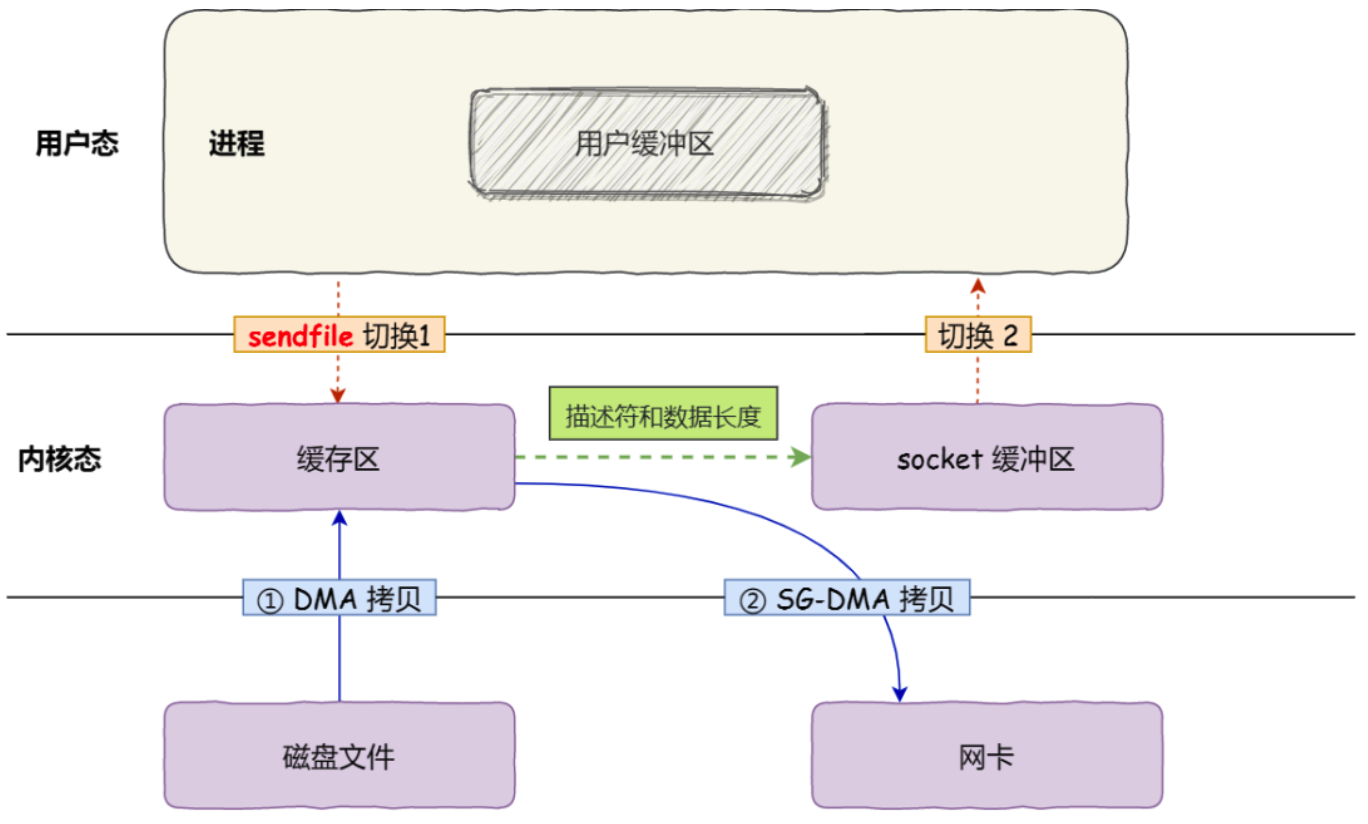 用户态
进程
用户缓冲区
sendfile 切换1
切换 2
描述符和数据长度
内核态
缓存区
socket 缓冲区
① DMA 拷贝
② SG-DMA 拷贝
磁盘文件
网卡